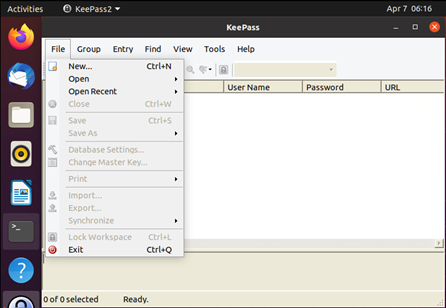 Activities KeePass2 Apr 7 06:16
KeePass
File Group Entry Find View Tools Help
New... Ctrl+N
Open
Open Recent
Close Ctrl+W
Save Ctrl+S
Save As
Database Settings...
Change Master Key...
Print
Import...
Export...
Synchronize
Lock Workspace Ctrl+L
Exit Ctrl+Q
User Name Password URL
0 of 0 selected Ready.